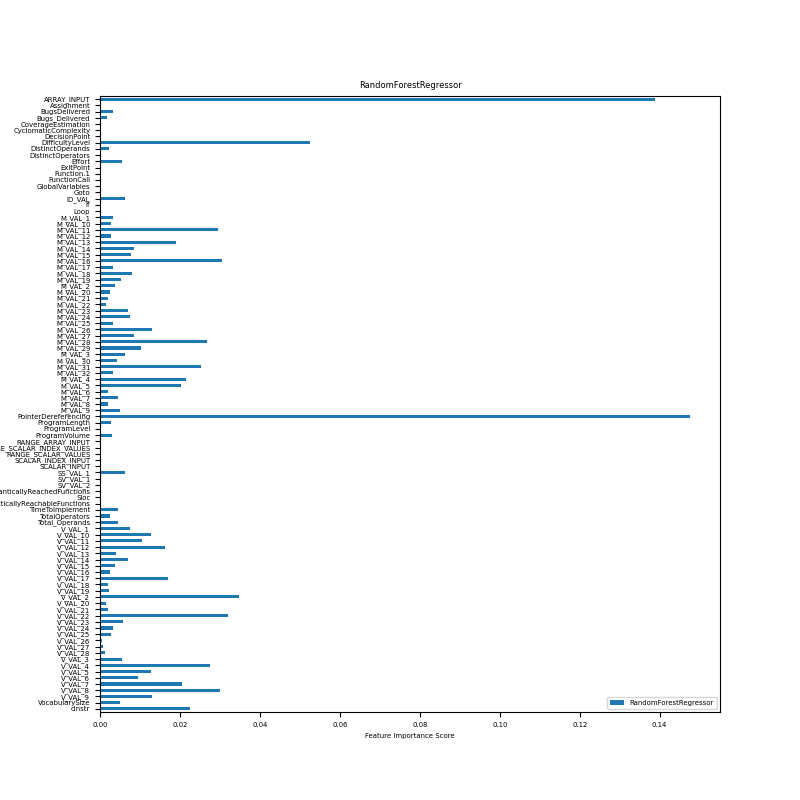 RandomForestRegressor
ARRAY_INPUT
Assignment
BugsDelivered
Bugs_Delivered
CoverageEstimation
CyclomaticComplexity
DecisionPoint
DifficultyLevel
DistinctOperands
DistinctOperators
Effort
ExitPoint
Function.1
FunctionCall
GlobalVariables
Goto
ID_VAL
If
Loop
M_VAL_1
M_VAL_10
M_VAL_11
M_VAL_12
M_VAL_13
M_VAL_14
M_VAL_15
M_VAL_16
M_VAL_17
M_VAL_18
M_VAL_19
M_VAL_2
M_VAL_20
M_VAL_21
M_VAL_22
M_VAL_23
M_VAL_24
M_VAL_25
M_VAL_26
M_VAL_27
M_VAL_28
M_VAL_29
M_VAL_3
M_VAL_30
M_VAL_31
M_VAL_32
M_VAL_4
M_VAL_5
M_VAL_6
M_VAL_7
M_VAL_8
M_VAL_9
PointerDereferencing
ProgramLength
ProgramLevel
ProgramVolume
RANGE_ARRAY_INPUT
E_SCALAR_INDEX_VALUES
RANGE_SCALAR_VALUES
SCALAR_INDEX_INPUT
SCALAR_INPUT
SS_VAL_1
SV_VAL_1
SV_VAL_2
anticallyReachedFunctions
Sloc
ticallyReachableFunctions
TimeToImplement
TotalOperators
Total_Operands
V_VAL_1
V_VAL_10
V_VAL_11
V_VAL_12
V_VAL_13
V_VAL_14
V_VAL_15
V_VAL_16
V_VAL_17
V_VAL_18
V_VAL_19
V_VAL_2
V_VAL_20
V_VAL_21
V_VAL_22
V_VAL_23
V_VAL_24
V_VAL_25
V_VAL_26
V_VAL_27
V_VAL_28
V_VAL_3
V_VAL_4
V_VAL_5
V_VAL_6
V_VAL_7
V_VAL_8
V_VAL_9
VocabularySize
cinstr
RandomForestRegressor
0.00 0.02 0.04 0.06 0.08 0.10 0.12 0.14
Feature Importance Score